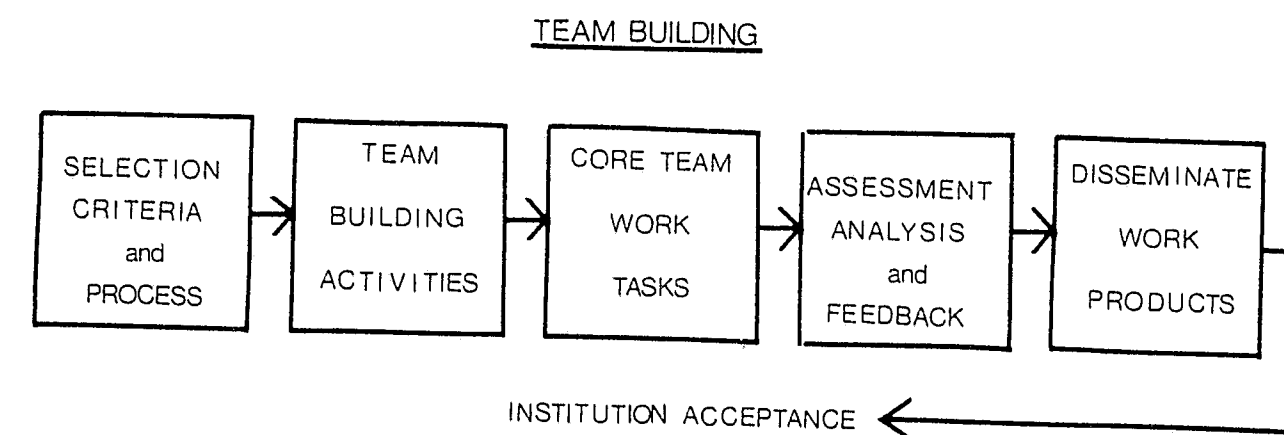 TEAM BUILDING
SELECTION
CRITERIA
and
PROCESS
TEAM
BUILDING
ACTIVITIES
CORE TEAM
WORK
TASKS
ASSESSMENT
ANALYSIS
and
FEEDBACK
DISSEMINATE
WORK
PRODUCTS
INSTITUTION ACCEPTANCE